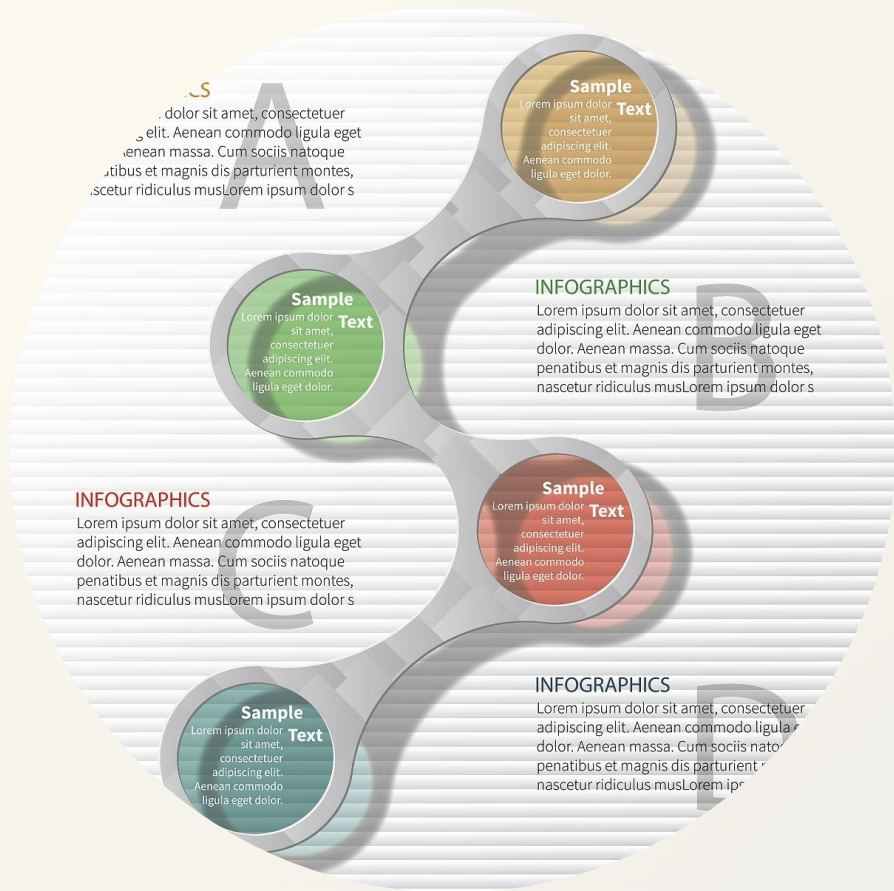 CS
A
dolor sit amet, consectetuer
elit. Aenean commodo ligula eget
Aenean massa. Cum sociis natoque
parturient montes,
ridiculus musLorem ipsum dolor s
Sample
Text
Lorem ipsum dolor
sit amet,
consectetuer
adipiscing elit.
Aenean commodo
ligula eget dolor.
Sample
Text
Lorem ipsum dolor
sit amet,
consectetuer
adipiscing elit.
Aenean commodo
ligula eget dolor.
INFOGRAPHICS
B
Lorem ipsum dolor sit amet, consectetuer
adipiscing elit. Aenean commodo ligula eget
dolor. Aenean massa. Cum sociis natoque
penatibus et magnis dis parturient montes,
nascetur ridiculus musLorem ipsum dolor s
INFOGRAPHICS
C
Lorem ipsum dolor sit amet, consectetuer
adipiscing elit. Aenean commodo ligula eget
dolor. Aenean massa. Cum sociis natoque
penatibus et magnis dis parturient montes,
nascetur ridiculus musLorem ipsum dolor s
Sample
Text
Lorem ipsum dolor
sit amet,
consectetuer
adipiscing elit.
Aenean commodo
ligula eget dolor.
Sample
Text
Lorem ipsum dolor
sit amet,
consectetuer
adipiscing elit.
Aenean commodo
ligula eget dolor.
INFOGRAPHICS
D
Lorem ipsum dolor sit amet, consectetuer
adipiscing elit. Aenean commodo ligula
dolor. Aenean massa. Cum sociis
penatibus et magnis dis parturient
nascetur ridiculus musLorem